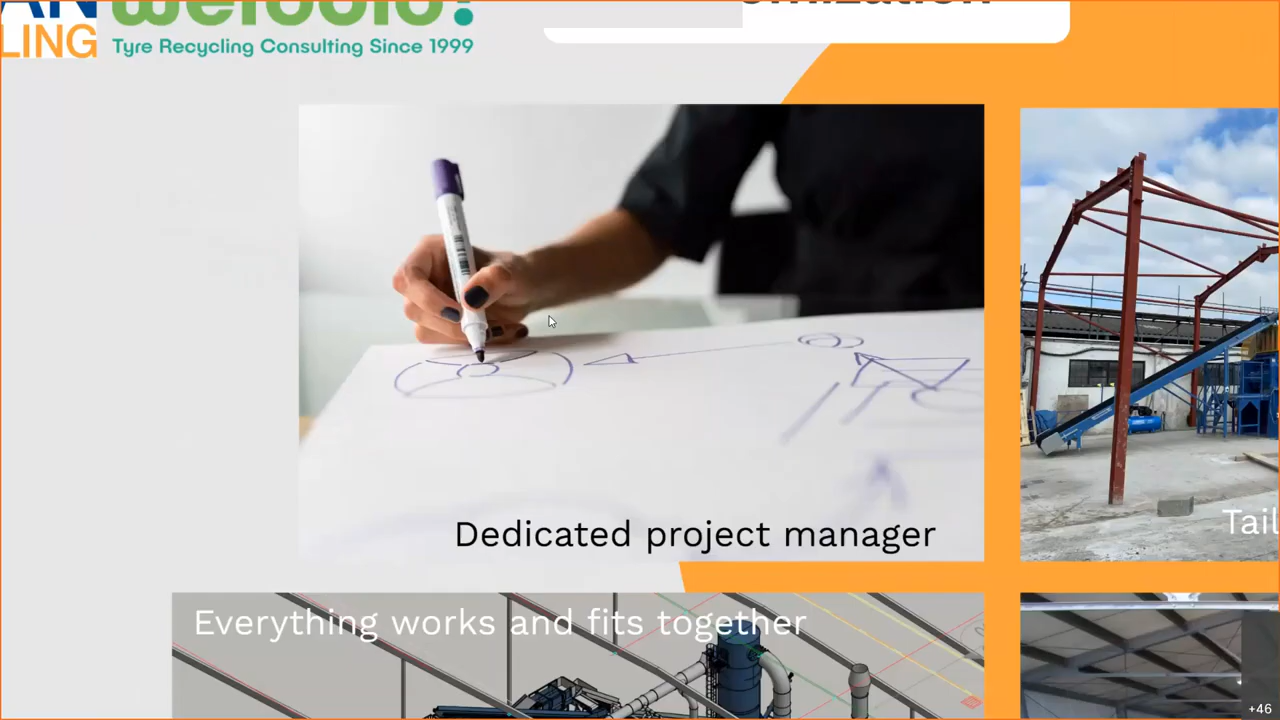 LING
Tyre Recycling Consulting Since 1999
Dedicated project manager
Everything works and fits together
+46